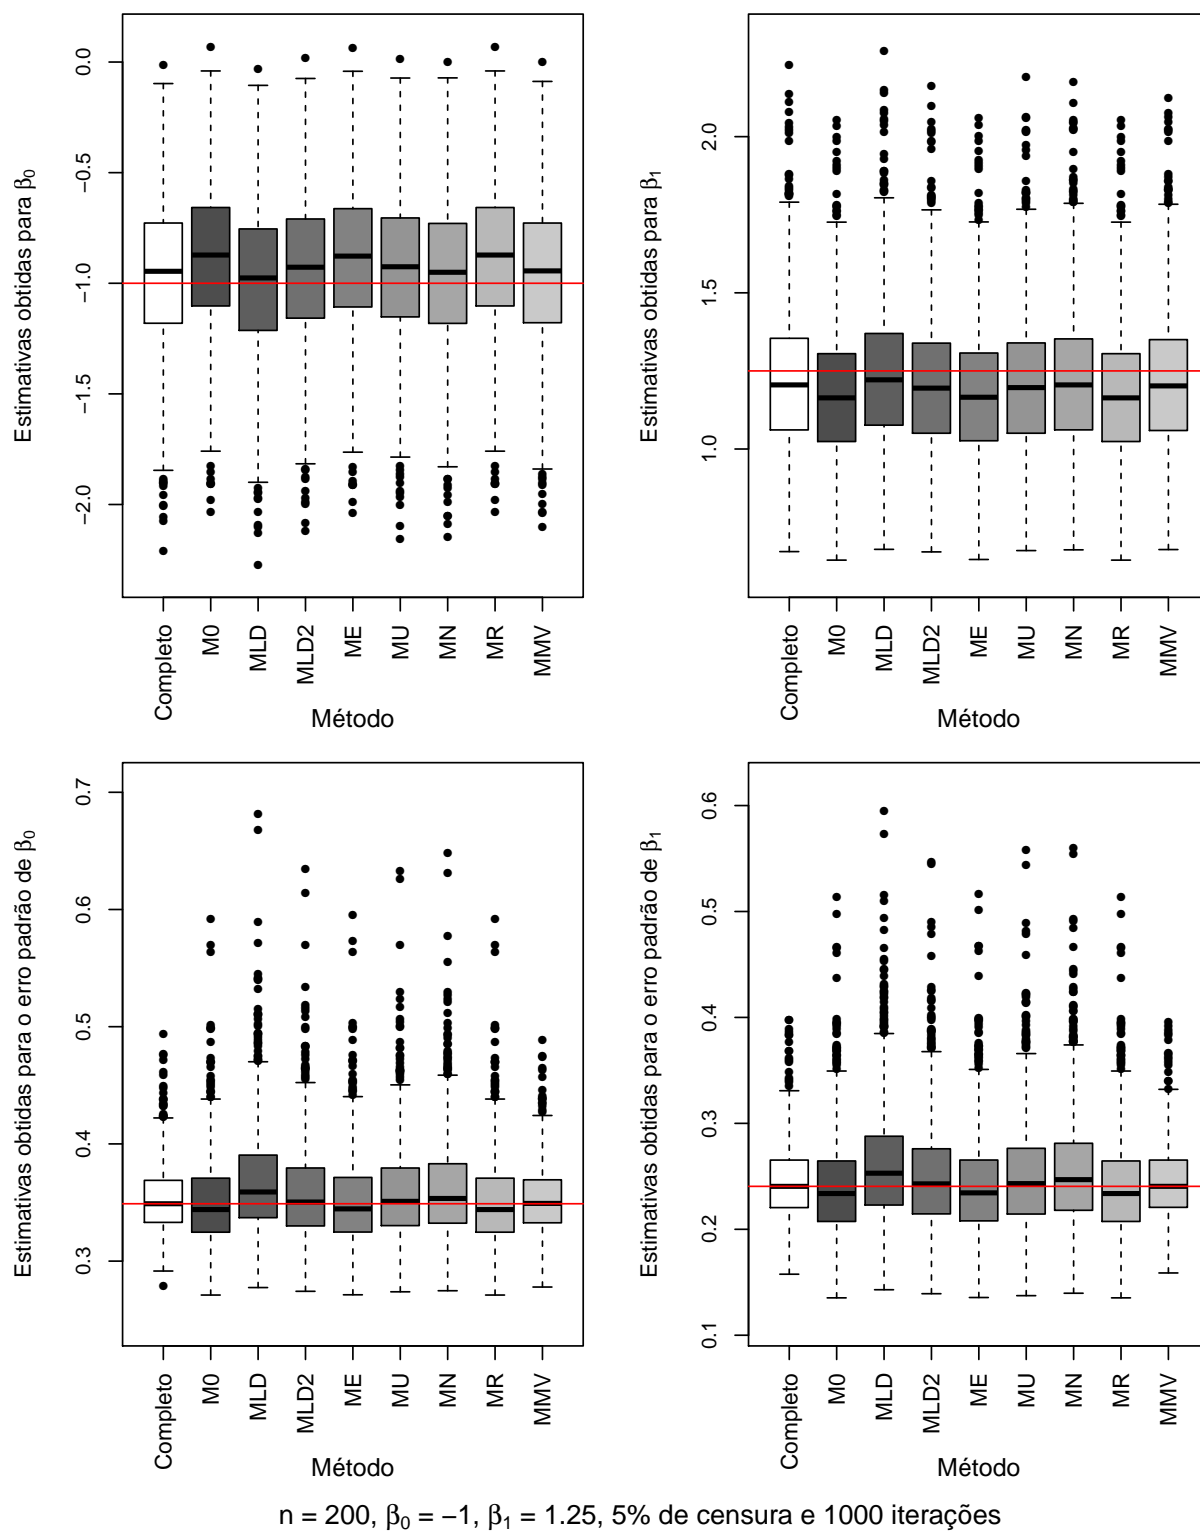 Estimativas obtidas para β₀
0.0
−0.5
−1.0
−1.5
−2.0
Completo
M0
MLD
MLD2
ME
MU
MN
MR
MMV
Método
Estimativas obtidas para β₁
2.0
1.5
1.0
Completo
M0
MLD
MLD2
ME
MU
MN
MR
MMV
Método
Estimativas obtidas para o erro padrão de β₀
0.7
0.6
0.5
0.4
0.3
Completo
M0
MLD
MLD2
ME
MU
MN
MR
MMV
Método
Estimativas obtidas para o erro padrão de β₁
0.6
0.5
0.4
0.3
0.2
0.1
Completo
M0
MLD
MLD2
ME
MU
MN
MR
MMV
Método
n = 200, β₀ = −1, β₁ = 1.25, 5% de censura e 1000 iterações